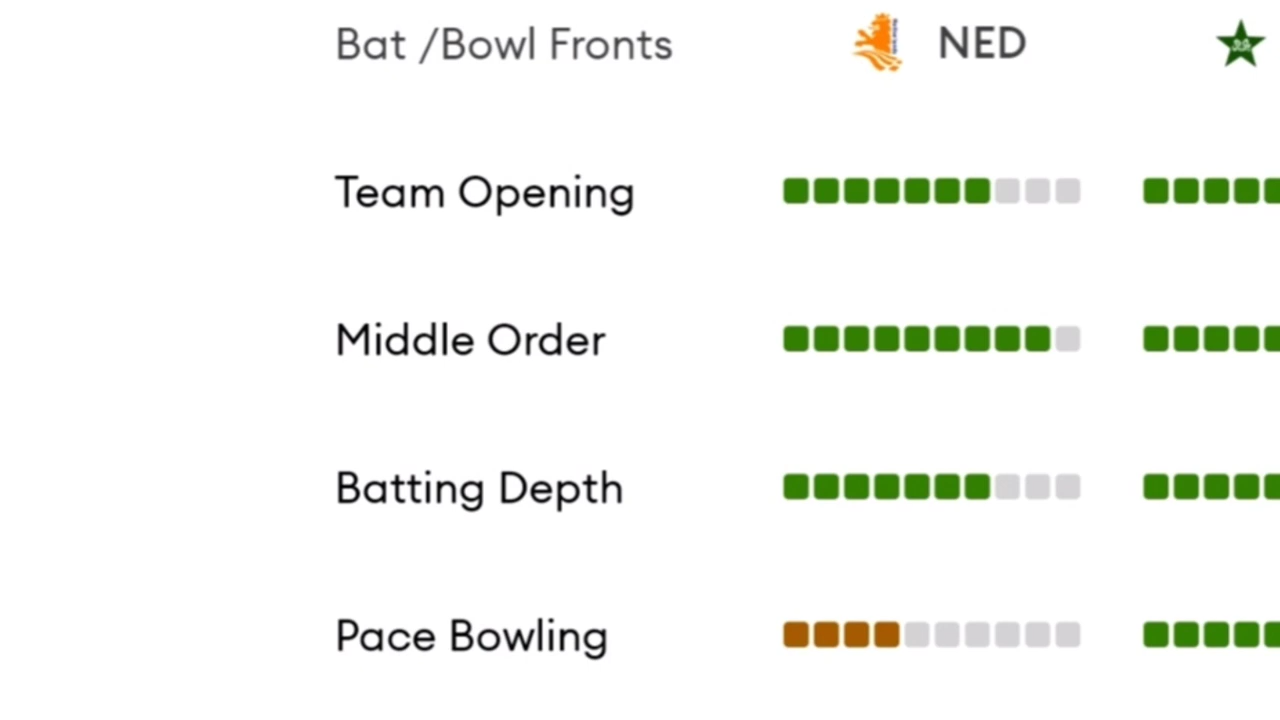 Bat /Bowl Fronts NED
Team Opening
Middle Order
Batting Depth
Pace Bowling